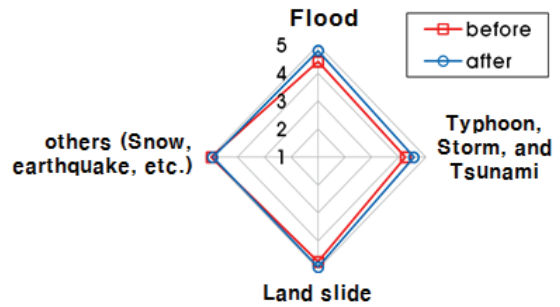 Flood
before
after
5
4
3
2
1
others (Snow,
earthquake, etc.)
Typhoon,
Storm, and
Tsunami
Land slide